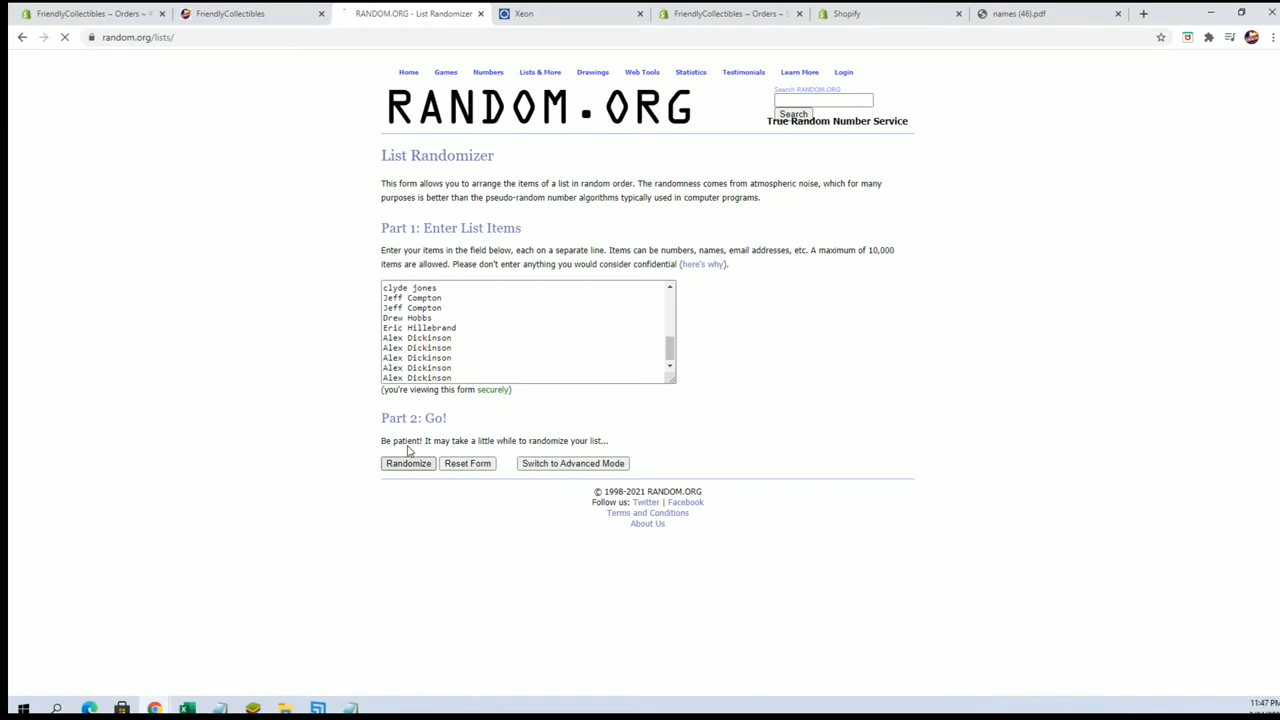 FriendlyCollectibles ~ Orders ~
FriendlyCollectibles
RANDOM.ORG - List Randomizer
Xeon
FriendlyCollectibles ~ Orders ~
Shopify
names (46).pdf
random.org/lists/
Home Games Numbers Lists & More Drawings Web Tools Statistics Testimonials Learn More Login
Search RANDOM.ORG
RANDOM.ORG
Search
True Random Number Service
List Randomizer
This form allows you to arrange the items of a list in random order. The randomness comes from atmospheric noise, which for many
purposes is better than the pseudo-random number algorithms typically used in computer programs.
Part 1: Enter List Items
Enter your items in the field below, each on a separate line. Items can be numbers, names, email addresses, etc. A maximum of 10,000
items are allowed. Please don't enter anything you would consider confidential (here's why).
clyde jones
Jeff Compton
Jeff Compton
Drew Hobbs
Eric Hillebrand
Alex Dickinson
Alex Dickinson
Alex Dickinson
Alex Dickinson
Alex Dickinson
(you're viewing this form securely)
Part 2: Go!
Be patient! It may take a little while to randomize your list...
Randomize Reset Form Switch to Advanced Mode
© 1998-2021 RANDOM.ORG
Follow us: Twitter | Facebook
Terms and Conditions
About Us
11:47 PM